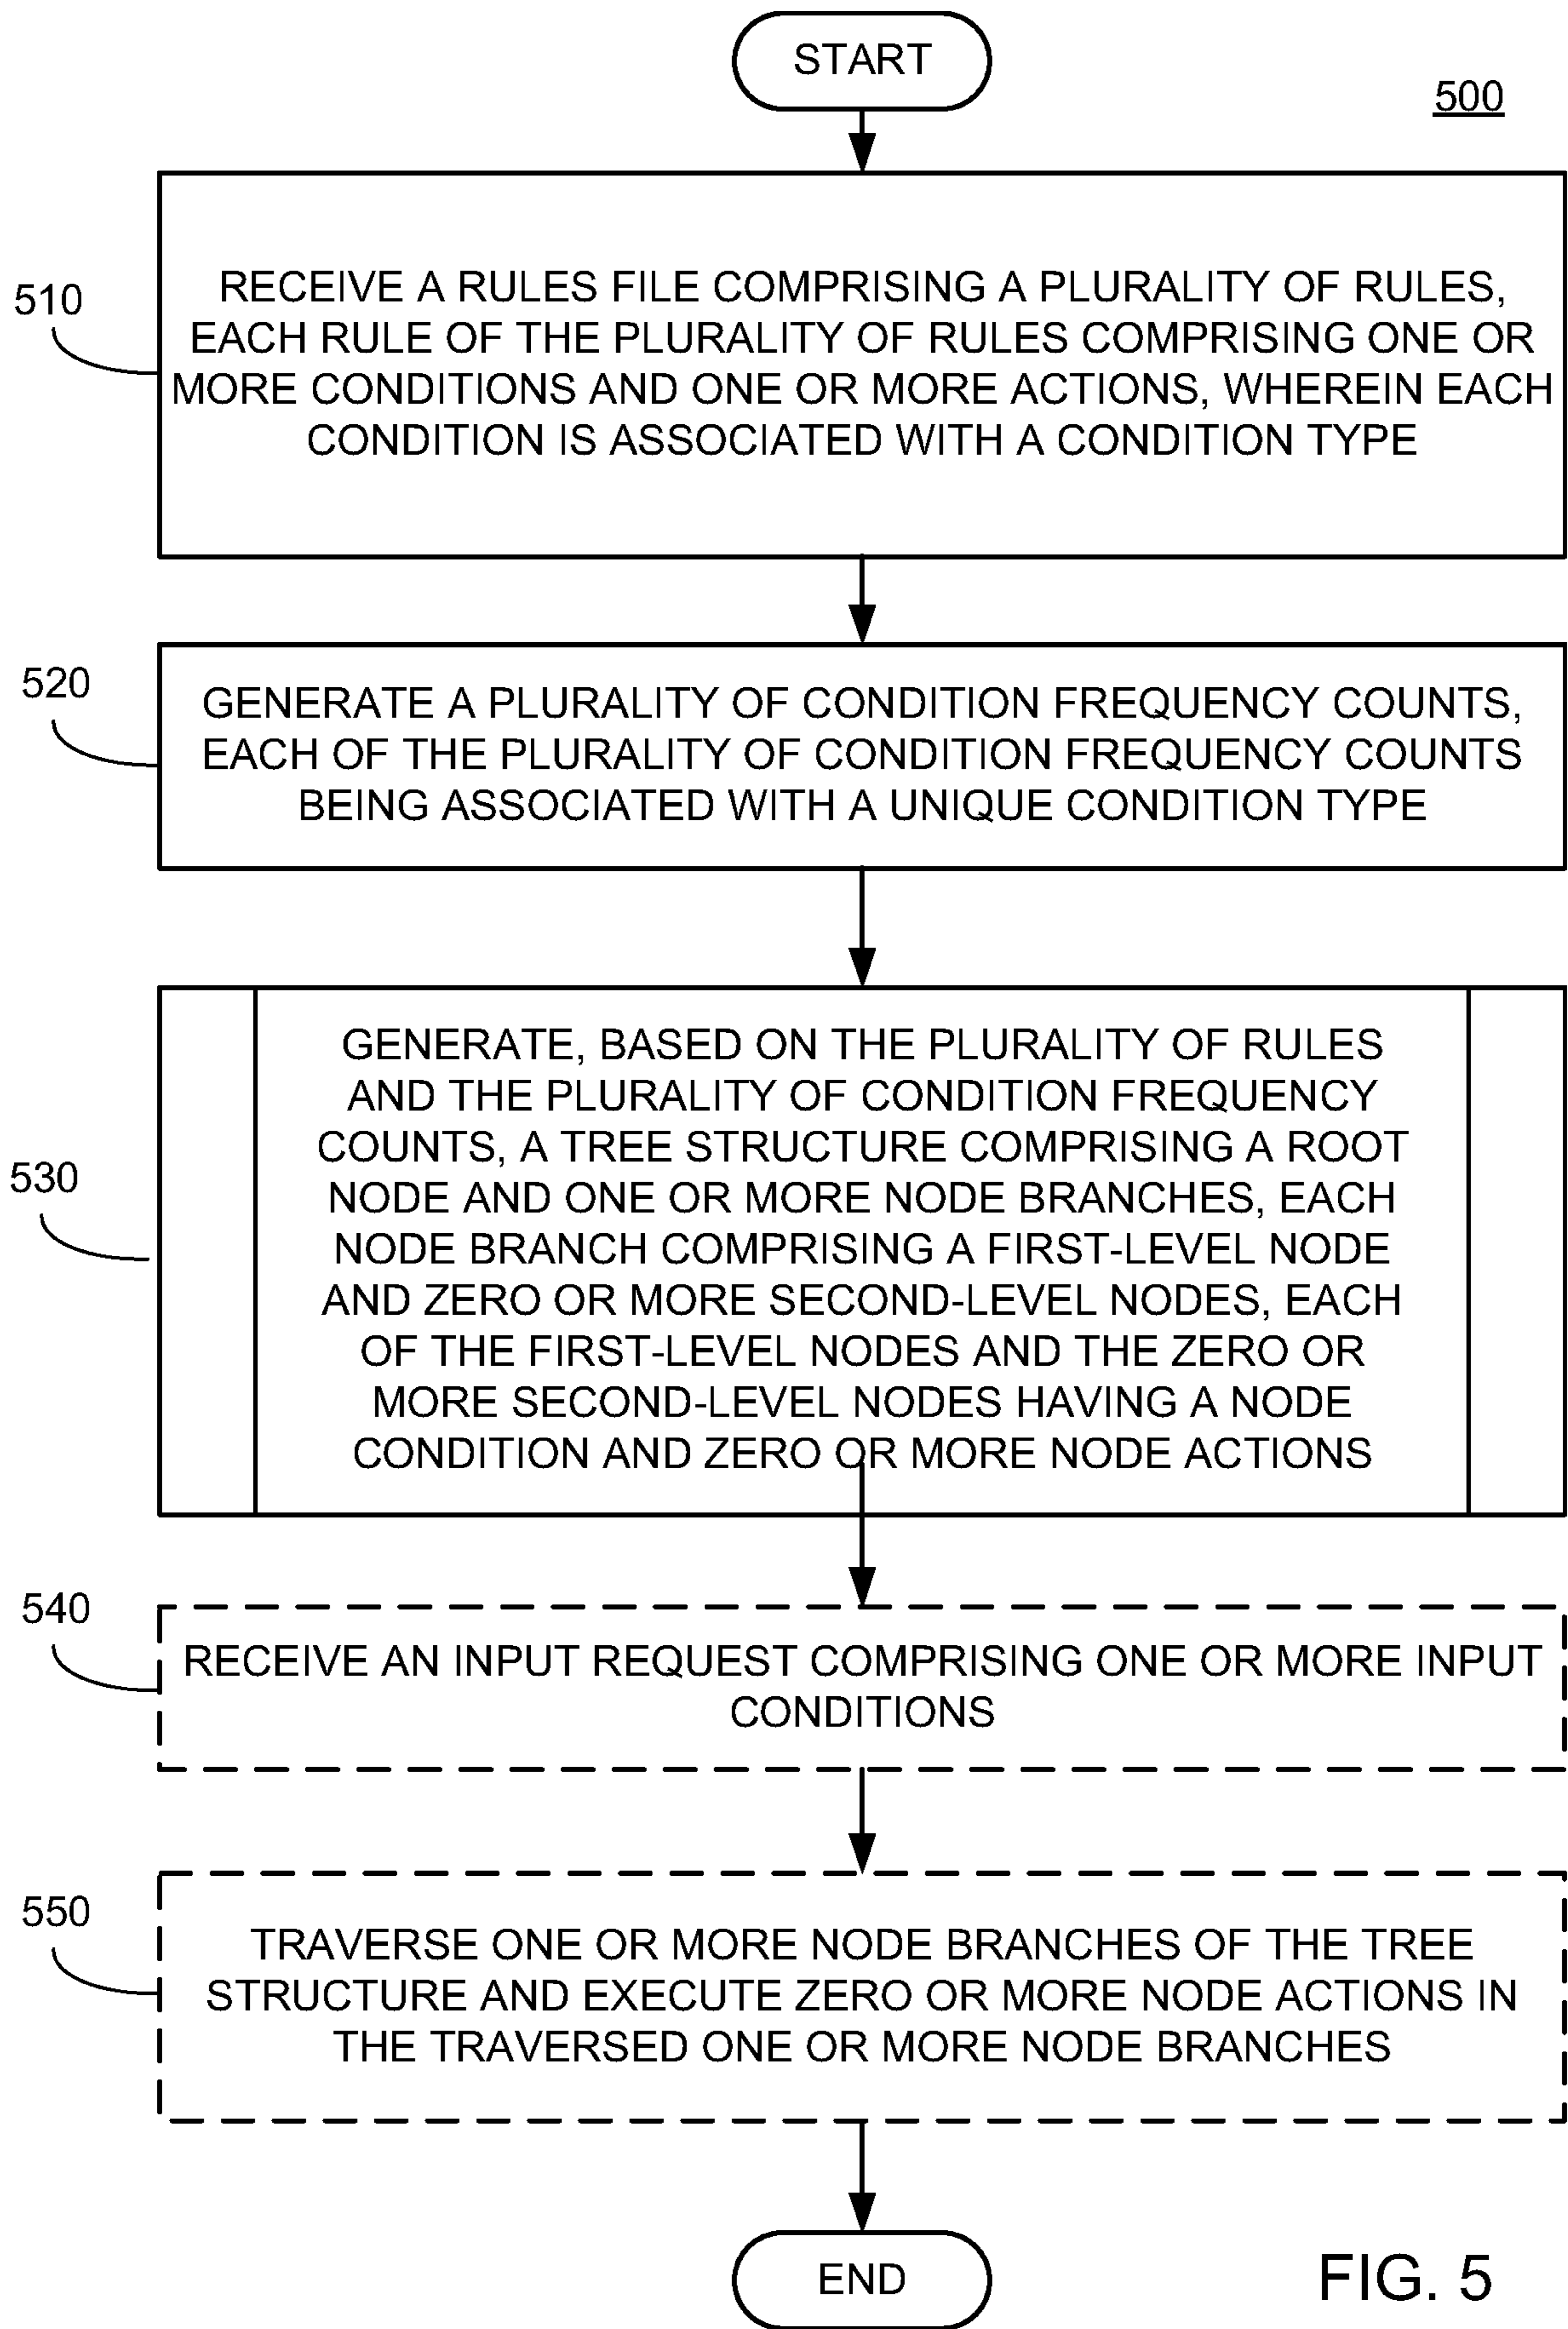 START
500
510
RECEIVE A RULES FILE COMPRISING A PLURALITY OF RULES,
EACH RULE OF THE PLURALITY OF RULES COMPRISING ONE OR
MORE CONDITIONS AND ONE OR MORE ACTIONS, WHEREIN EACH
CONDITION IS ASSOCIATED WITH A CONDITION TYPE
520
GENERATE A PLURALITY OF CONDITION FREQUENCY COUNTS,
EACH OF THE PLURALITY OF CONDITION FREQUENCY COUNTS
BEING ASSOCIATED WITH A UNIQUE CONDITION TYPE
530
GENERATE, BASED ON THE PLURALITY OF RULES
AND THE PLURALITY OF CONDITION FREQUENCY
COUNTS, A TREE STRUCTURE COMPRISING A ROOT
NODE AND ONE OR MORE NODE BRANCHES, EACH
NODE BRANCH COMPRISING A FIRST-LEVEL NODE
AND ZERO OR MORE SECOND-LEVEL NODES, EACH
OF THE FIRST-LEVEL NODES AND THE ZERO OR
MORE SECOND-LEVEL NODES HAVING A NODE
CONDITION AND ZERO OR MORE NODE ACTIONS
540
RECEIVE AN INPUT REQUEST COMPRISING ONE OR MORE INPUT
CONDITIONS
550
TRAVERSE ONE OR MORE NODE BRANCHES OF THE TREE
STRUCTURE AND EXECUTE ZERO OR MORE NODE ACTIONS IN
THE TRAVERSED ONE OR MORE NODE BRANCHES
END
FIG. 5